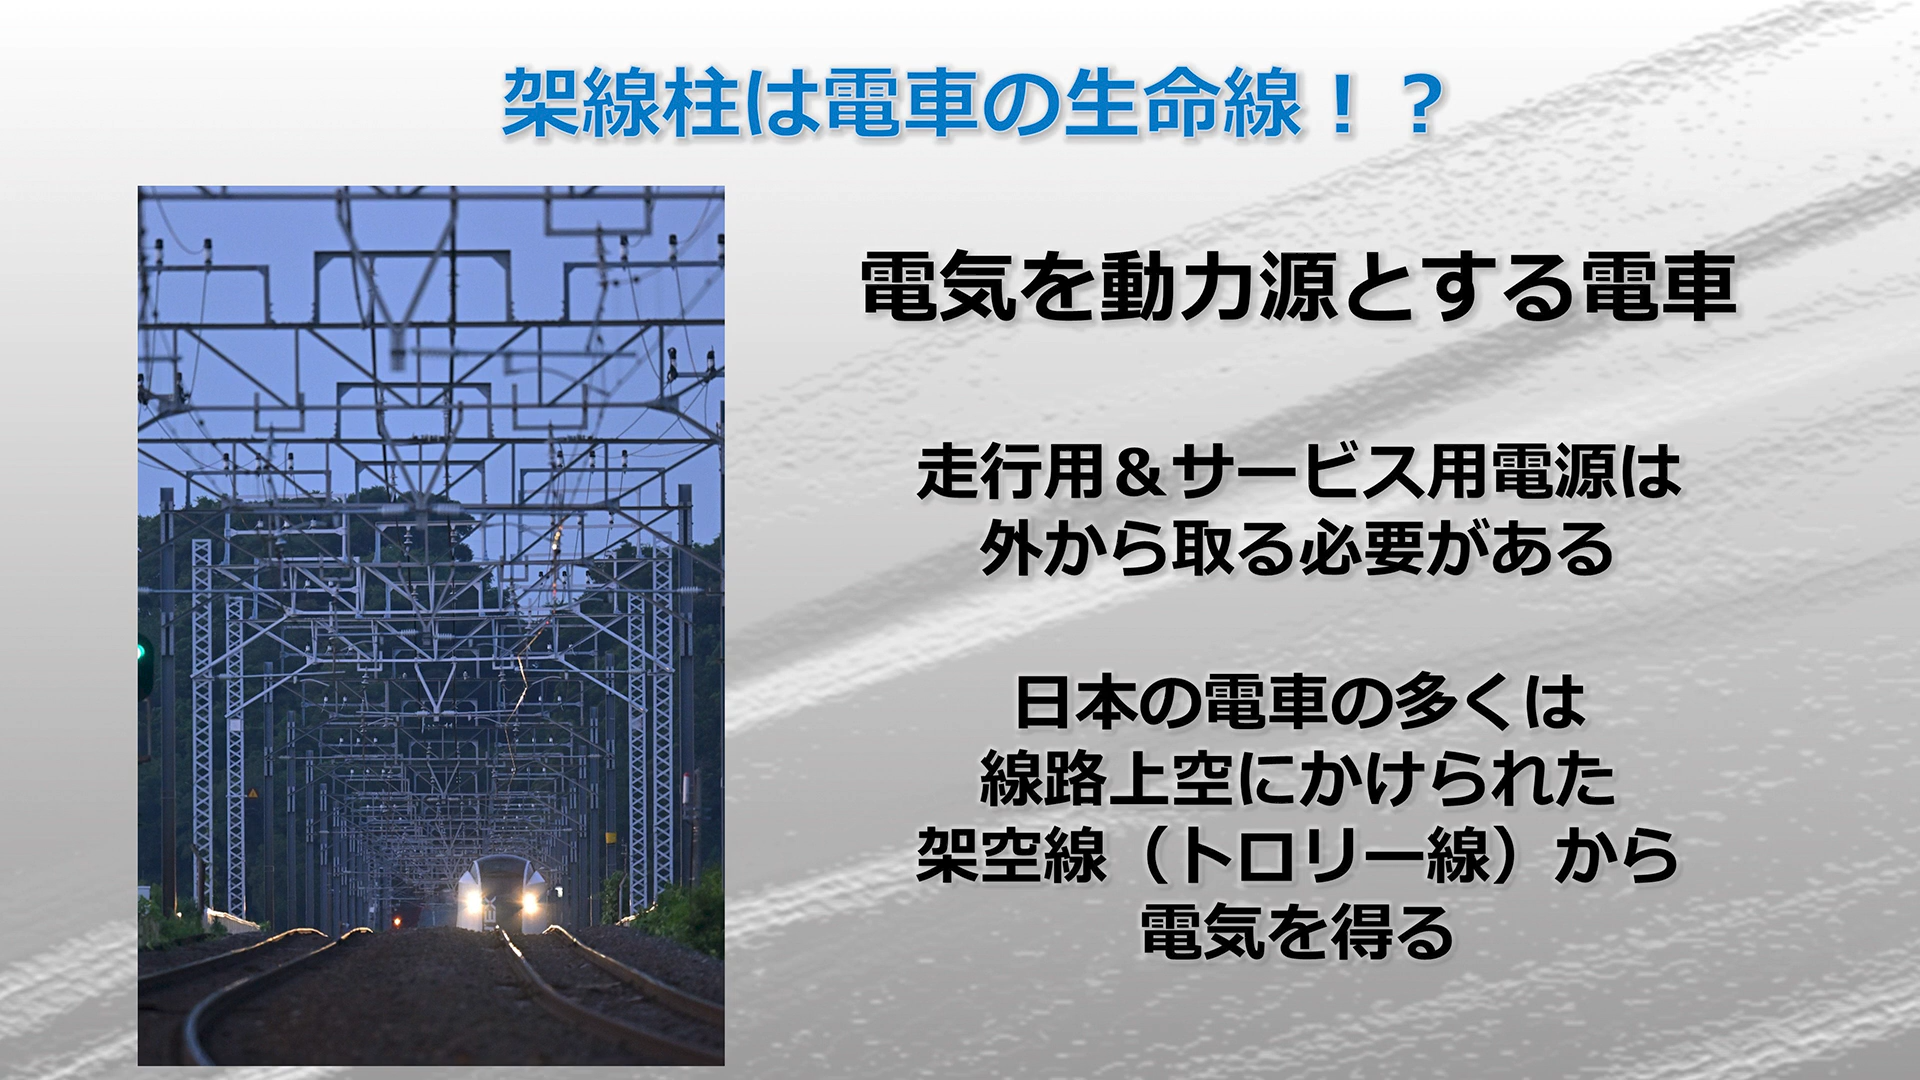 架線柱は電車の生命線！？
電気を動力源とする電車
走行用＆サービス用電源は
外から取る必要がある
日本の電車の多くは
線路上空にかけられた
架空線（トロリー線）から
電気を得る